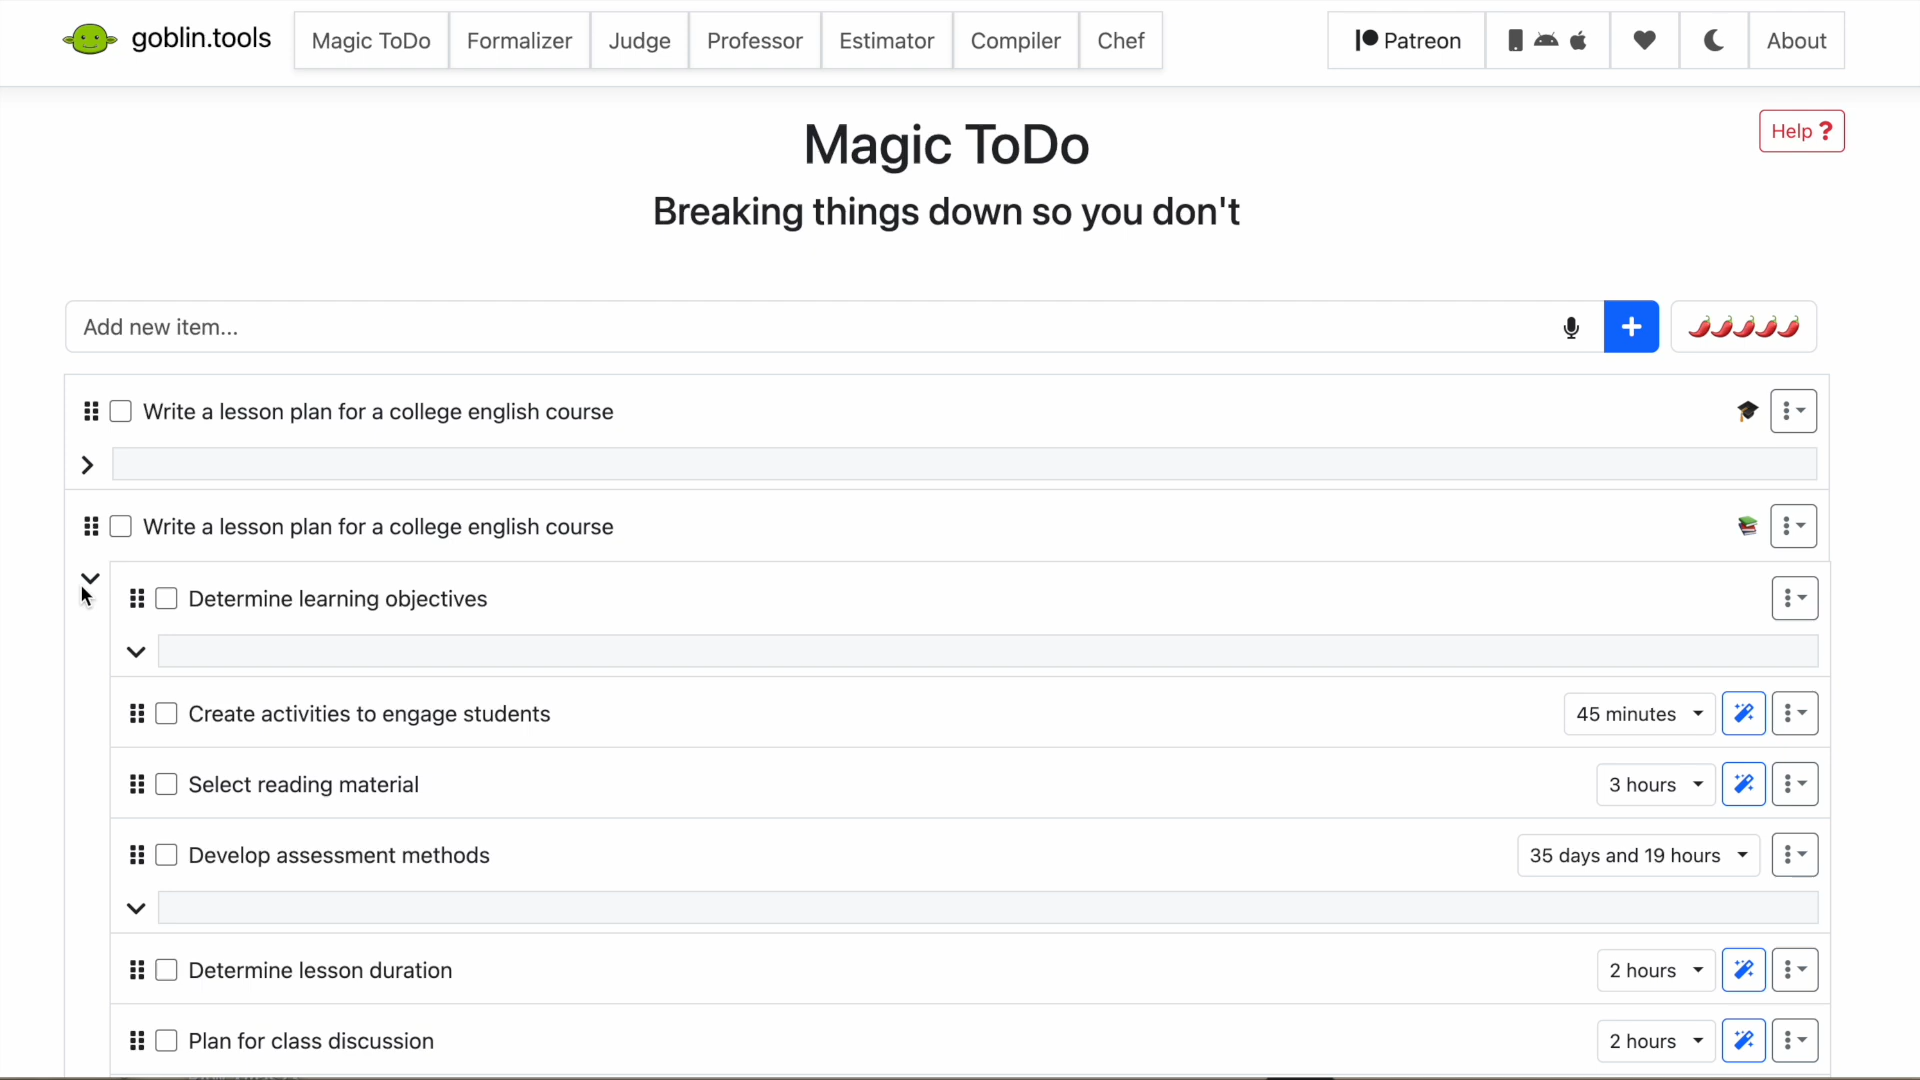 goblin.tools
Magic ToDo
Formalizer
Judge
Professor
Estimator
Compiler
Chef
Patreon
About
Magic ToDo
Help ?
Breaking things down so you don't
Add new item...
Write a lesson plan for a college english course
Write a lesson plan for a college english course
Determine learning objectives
Create activities to engage students
45 minutes
Select reading material
3 hours
Develop assessment methods
35 days and 19 hours
Determine lesson duration
2 hours
Plan for class discussion
2 hours